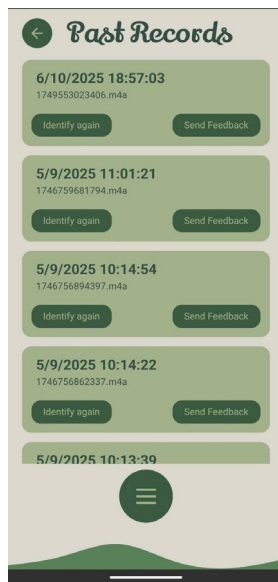 Past Records
6/10/2025 18:57:03
1749553023406.m4a
Identify again Send Feedback
5/9/2025 11:01:21
1746759681794.m4a
Identify again Send Feedback
5/9/2025 10:14:54
1746756894397.m4a
Identify again Send Feedback
5/9/2025 10:14:22
1746756862337.m4a
Identify again Send Feedback
5/9/2025 10:13:39